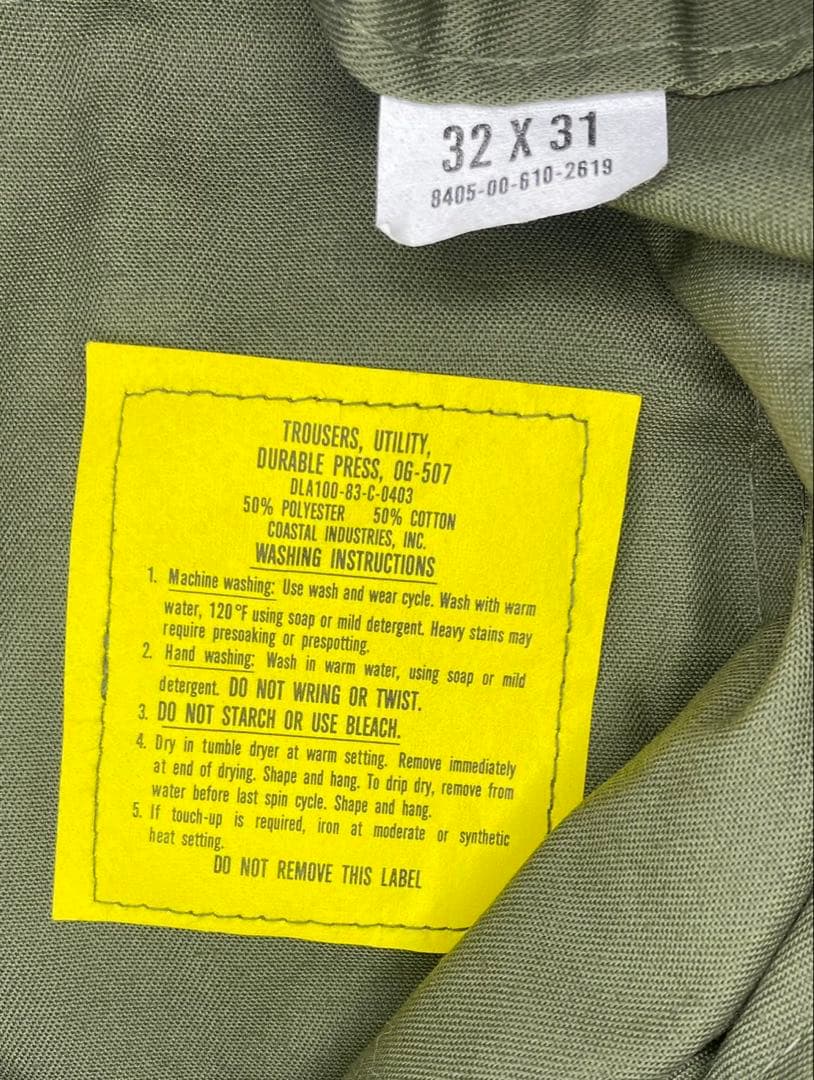 32 X 31
8405-00-610-2619
TROUSERS, UTILITY,
DURABLE PRESS, OG-507
DLA100-83-C-0403
50% POLYESTER 50% COTTON
COASTAL INDUSTRIES, INC.
WASHING INSTRUCTIONS
1. Machine washing: Use wash and wear cycle. Wash with warm
water, 120°F using soap or mild detergent. Heavy stains may
require presoaking or prespotting.
2. Hand washing: Wash in warm water, using soap or mild
detergent. DO NOT WRING OR TWIST.
3. DO NOT STARCH OR USE BLEACH.
4. Dry in tumble dryer at warm setting. Remove immediately
at end of drying. Shape and hang. To drip dry, remove from
water before last spin cycle. Shape and hang.
5. If touch-up is required, iron at moderate or synthetic
heat setting.
DO NOT REMOVE THIS LABEL